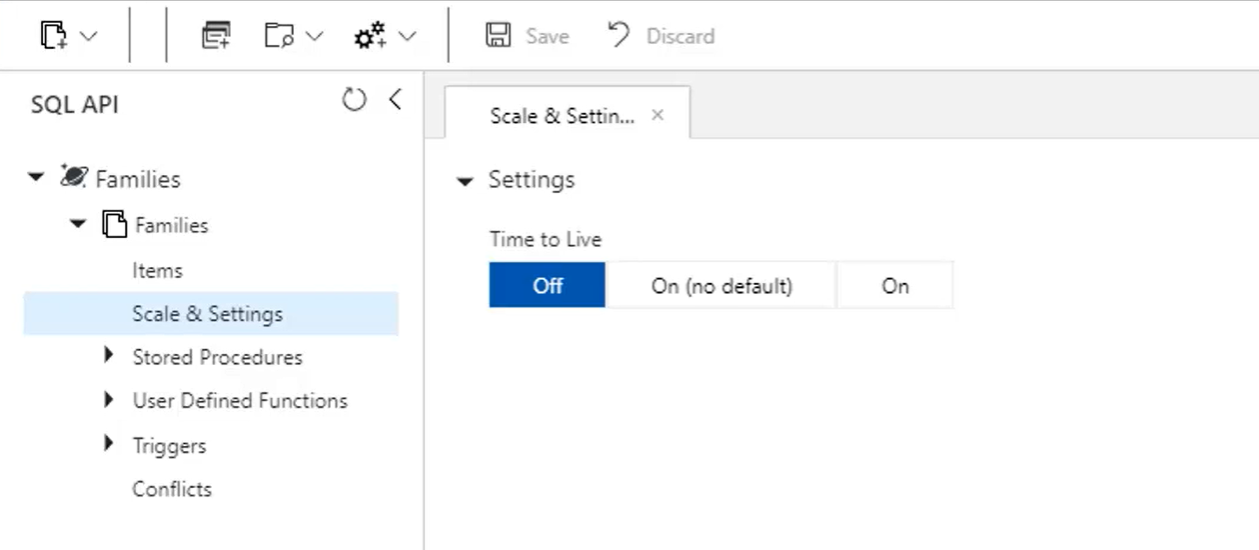 Save Discard
SQL API
Scale & Settin...
Families
Families
Items
Scale & Settings
Stored Procedures
User Defined Functions
Triggers
Conflicts
Settings
Time to Live
Off On (no default) On